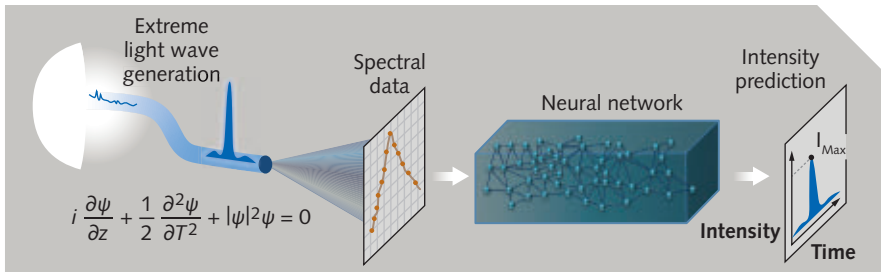 Extreme
light wave
generation
i ∂ψ/∂z + 1/2 ∂²ψ/∂T² + |ψ|²ψ = 0
Spectral
data
Neural network
Intensity
prediction
I Max
Intensity
Time